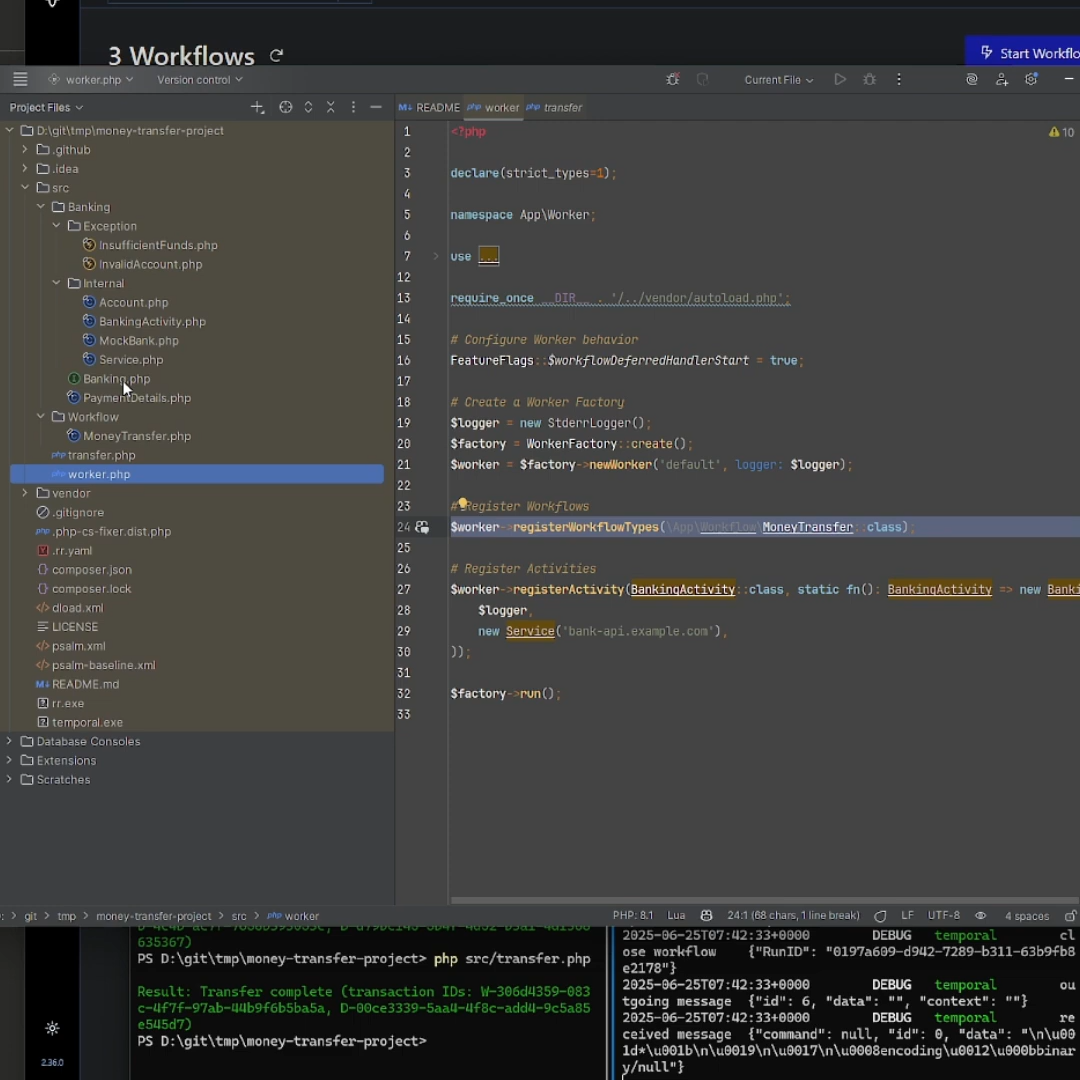 3 Workflows
Start Workflo
worker.php
Version control
Current File
Project Files
README
worker
transfer
D:\git\tmp\money-transfer-project
.github
.idea
src
Banking
Exception
InsufficientFunds.php
InvalidAccount.php
Internal
Account.php
BankingActivity.php
MockBank.php
Service.php
Banking.php
PaymentDetails.php
Workflow
MoneyTransfer.php
transfer.php
worker.php
vendor
.gitignore
.php-cs-fixer.dist.php
.rr.yaml
composer.json
composer.lock
dload.xml
LICENSE
psalm.xml
psalm-baseline.xml
README.md
rr.exe
temporal.exe
Database Consoles
Extensions
Scratches
10
1 <?php
2
3 declare(strict_types=1);
4
5 namespace App\Worker;
6
7 use ...
12
13 require_once __DIR__ . '/../vendor/autoload.php';
14
15 # Configure Worker behavior
16 FeatureFlags::$workflowDeferredHandlerStart = true;
17
18 # Create a Worker Factory
19 $logger = new StderrLogger();
20 $factory = WorkerFactory::create();
21 $worker = $factory->newWorker('default', logger: $logger);
22
23 # Register Workflows
24 $worker->registerWorkflowTypes(\App\Workflow\MoneyTransfer::class);
25
26 # Register Activities
27 $worker->registerActivity(BankingActivity::class, static fn(): BankingActivity => new Banki
28 $logger,
29 new Service('bank-api.example.com'),
30 ));
31
32 $factory->run();
33
: > git > tmp > money-transfer-project > src > worker
PHP: 8.1 Lua 24:1 (68 chars, 1 line break) LF UTF-8 4 spaces
635367)
PS D:\git\tmp\money-transfer-project> php src/transfer.php
Result: Transfer complete (transaction IDs: W-306d4359-083
c-4f7f-97ab-44b9f6b5ba5a, D-00ce3339-5aa4-4f8c-add4-9c5a85
e545d7)
PS D:\git\tmp\money-transfer-project>
2025-06-25T07:42:33+0000 DEBUG temporal cl
ose workflow {"RunID": "0197a609-d942-7289-b311-63b9fb8
e2178"}
2025-06-25T07:42:33+0000 DEBUG temporal ou
tgoing message {"id": 6, "data": "", "context": ""}
2025-06-25T07:42:33+0000 DEBUG temporal re
ceived message {"command": null, "id": 0, "data": "\n\u00
1d*\u001b\n\u0019\n\u0017\n\u0008encoding\u0012\u000bbinar
y/null"}
2.36.0